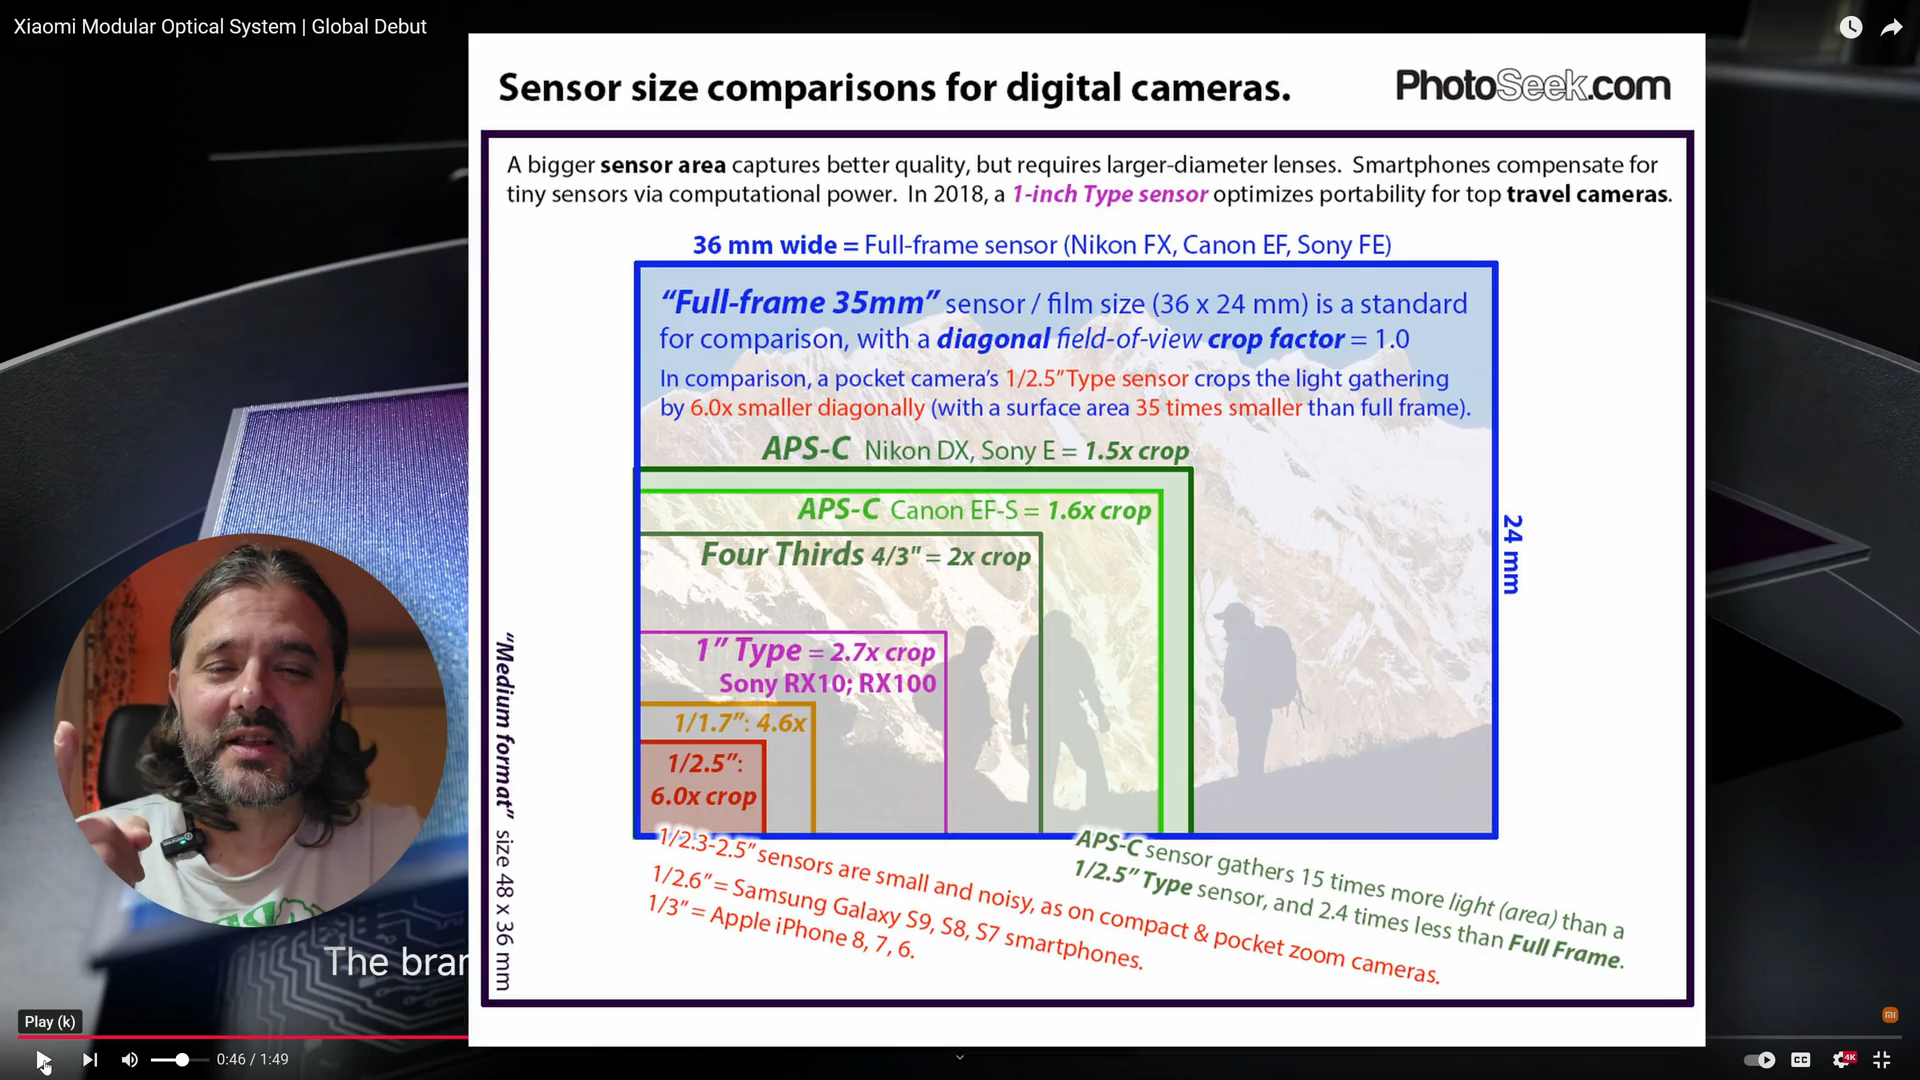 Xiaomi Modular Optical System | Global Debut
Sensor size comparisons for digital cameras.
PhotoSeek.com
A bigger sensor area captures better quality, but requires larger-diameter lenses. Smartphones compensate for
tiny sensors via computational power. In 2018, a 1-inch Type sensor optimizes portability for top travel cameras.
36 mm wide = Full-frame sensor (Nikon FX, Canon EF, Sony FE)
“Full-frame 35mm” sensor / film size (36 x 24 mm) is a standard
for comparison, with a diagonal field-of-view crop factor = 1.0
In comparison, a pocket camera’s 1/2.5” Type sensor crops the light gathering
by 6.0x smaller diagonally (with a surface area 35 times smaller than full frame).
APS-C Nikon DX, Sony E = 1.5x crop
APS-C Canon EF-S = 1.6x crop
Four Thirds 4/3" = 2x crop
24 mm
1” Type = 2.7x crop
Sony RX10; RX100
1/1.7”: 4.6x
1/2.5”:
6.0x crop
“Medium format” size 48 x 36 mm
1/2.3-2.5” sensors are small and noisy, as on compact & pocket zoom cameras.
1/2.6” = Samsung Galaxy S9, S8, S7 smartphones.
1/3” = Apple iPhone 8, 7, 6.
APS-C sensor gathers 15 times more light (area) than a
1/2.5” Type sensor, and 2.4 times less than Full Frame.
The bran
Play (k)
0:46 / 1:49
CC
4K
mi